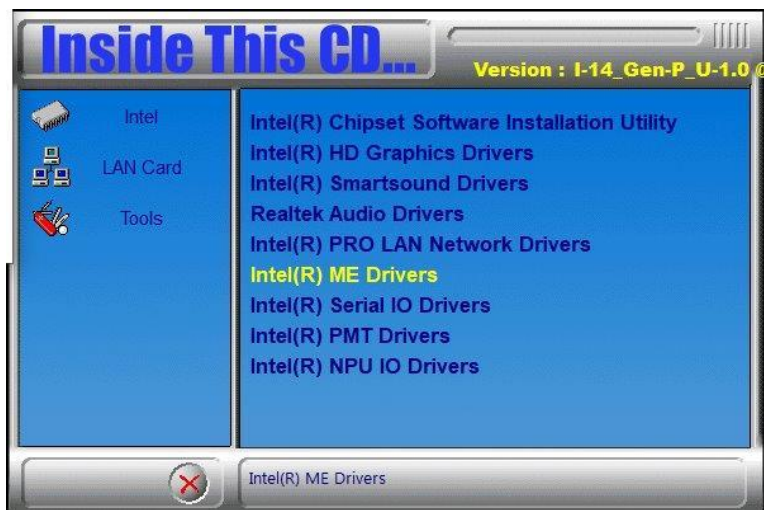 Inside This CD...
Version : I-14_Gen-P_U-1.0
Intel
LAN Card
Tools
Intel(R) Chipset Software Installation Utility
Intel(R) HD Graphics Drivers
Intel(R) Smartsound Drivers
Realtek Audio Drivers
Intel(R) PRO LAN Network Drivers
Intel(R) ME Drivers
Intel(R) Serial IO Drivers
Intel(R) PMT Drivers
Intel(R) NPU IO Drivers
Intel(R) ME Drivers